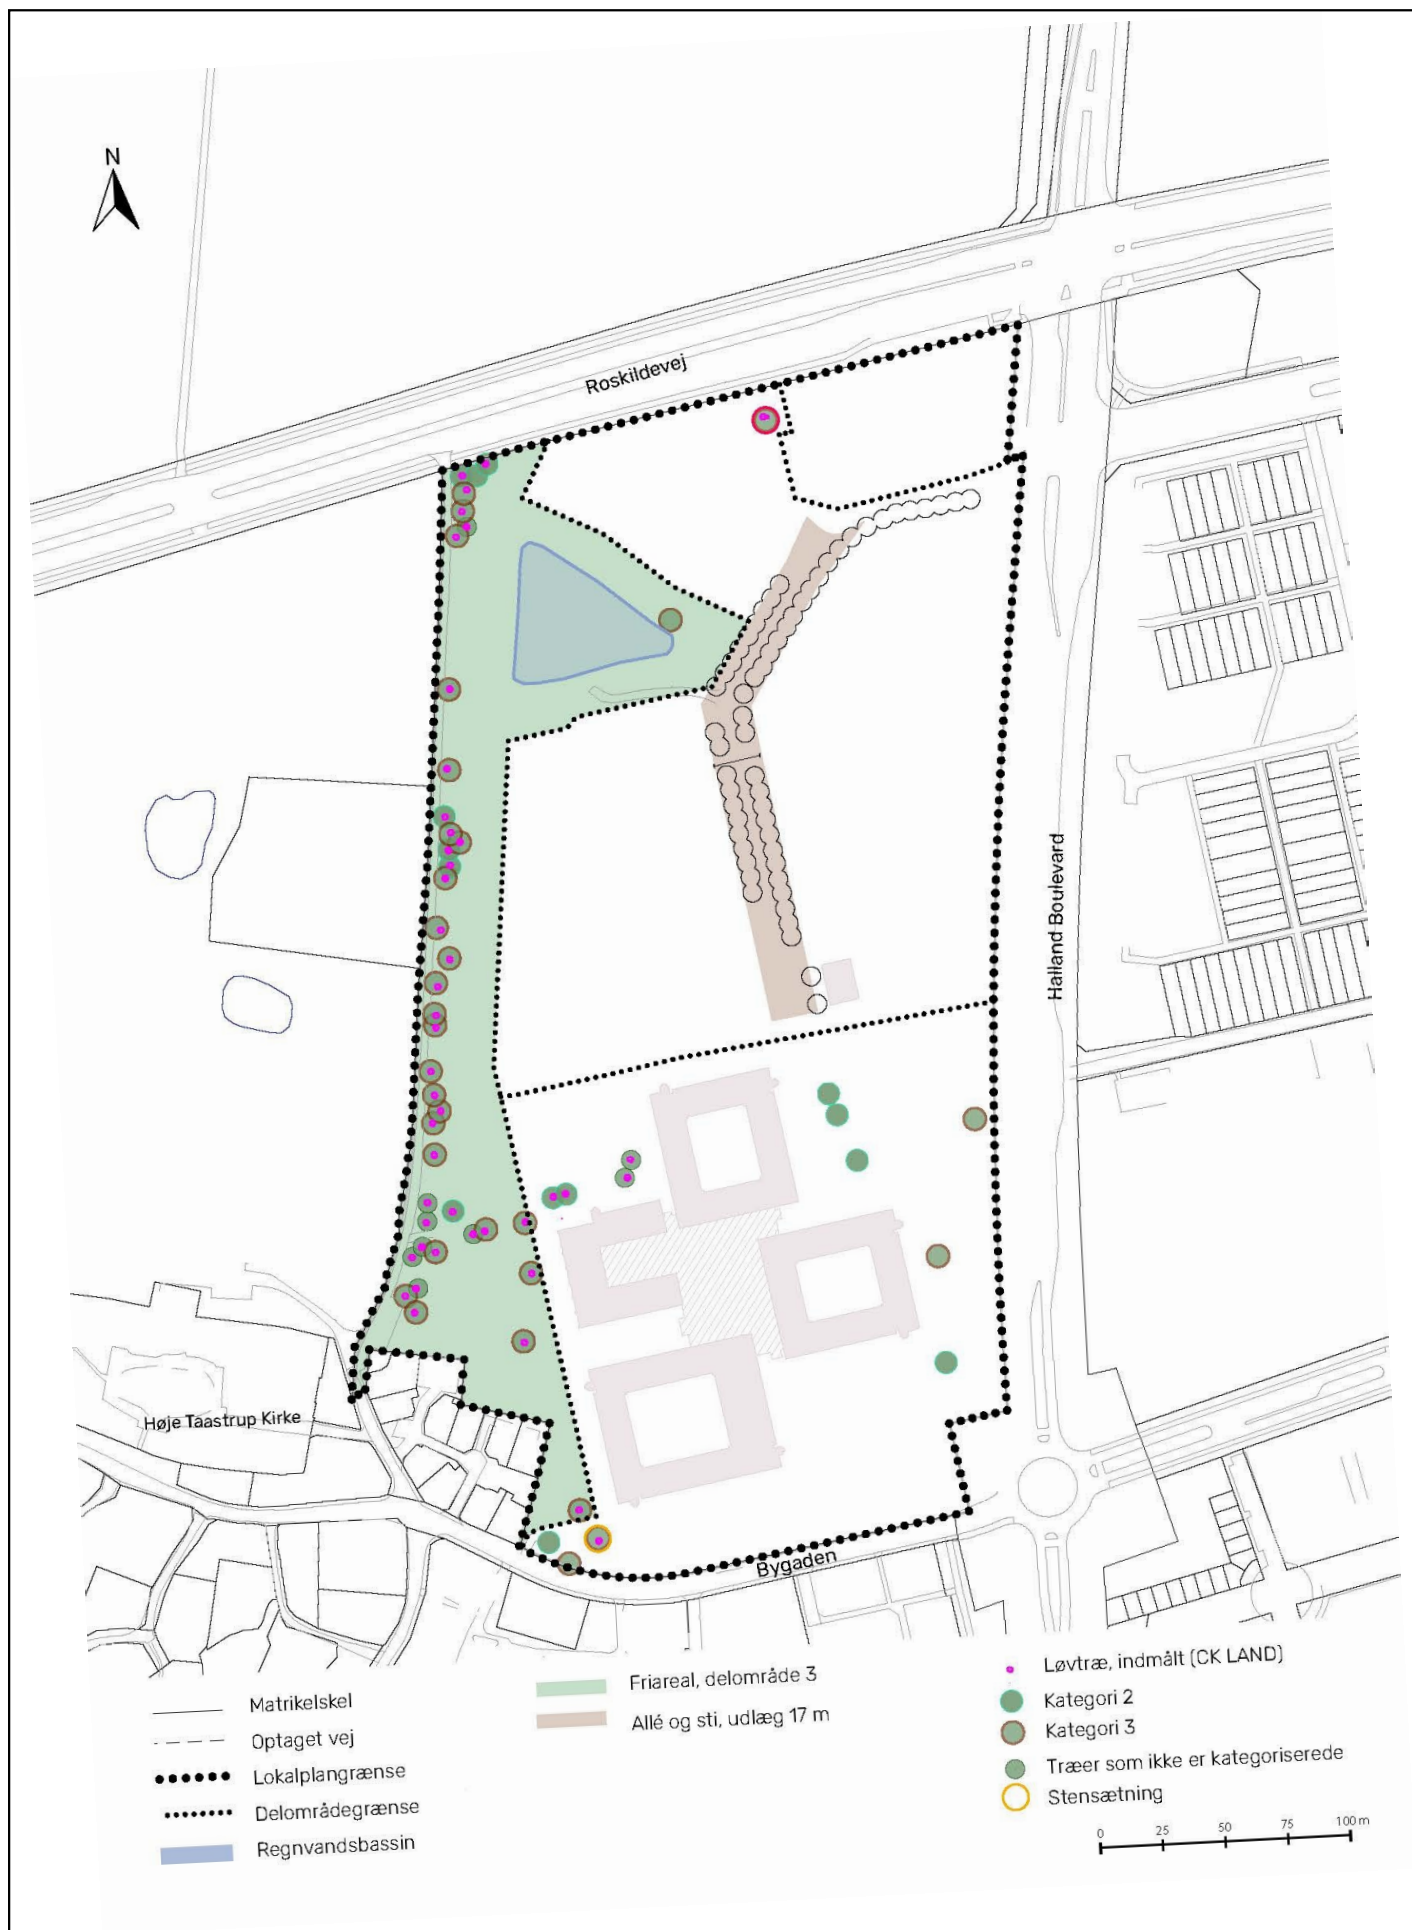 N
Roskildevej
Halland Boulevard
Høje Taastrup Kirke
Bygaden
Matrikelskel
Optaget vej
Lokalplangrænse
Delområdegrænse
Regnvandsbassin
Friareal, delområde 3
Allé og sti, udlæg 17 m
Løvtræ, indmålt (CK LAND)
Kategori 2
Kategori 3
Træer som ikke er kategoriserede
Stensætning
0 25 50 75 100 m